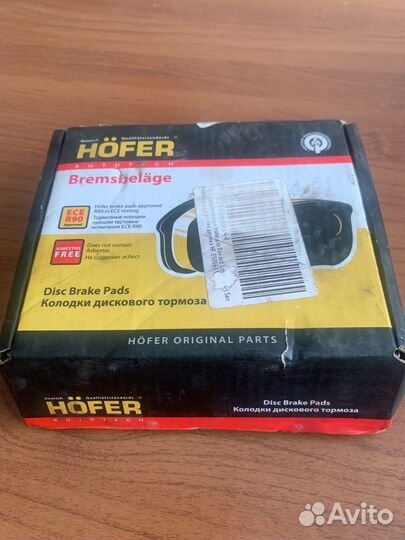 Deutsch Qualitätsstandards
HÖFER
AUTOTECH
Bremsbeläge
ECE
R90
Approved
Höfer brake pads approved
R90 in ECE testing
Тормозные колодки
прошли тестовые
испытания ECE R90
ASBESTOS
FREE
Does not contain
Asbestos
Не содержит асбест
Disc Brake Pads
Колодки дискового тормоза
HÖFER ORIGINAL PARTS
Deutsch Qualitätsstandards
HÖFER
AUTOTECH
Disc Brake Pads
Колодки дискового тормоза
Avito